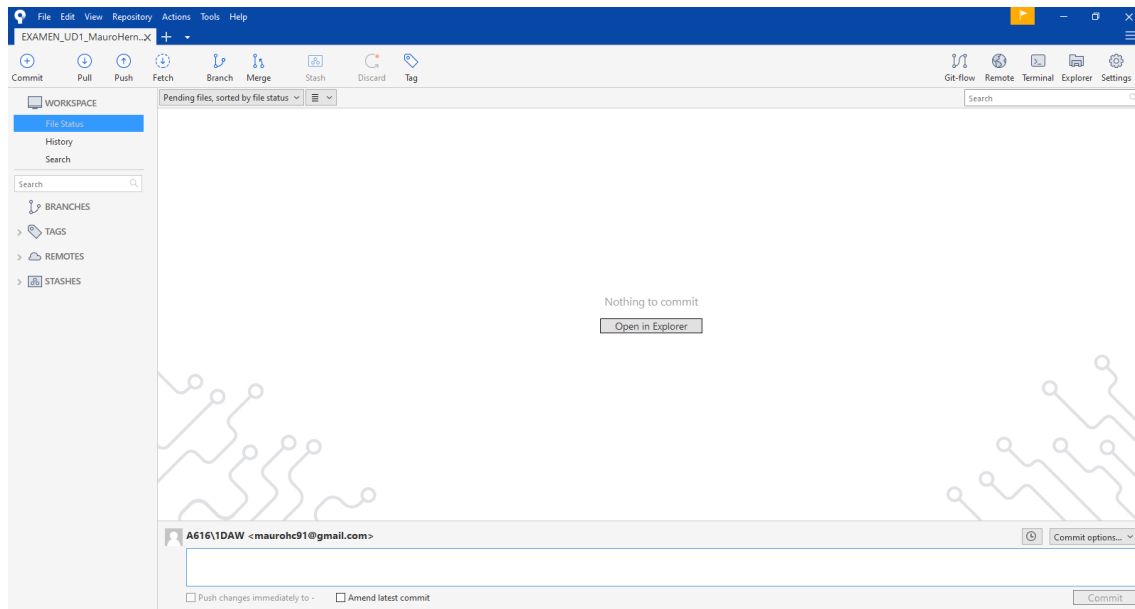 File Edit View Repository Actions Tools Help
EXAMEN_UD1_MauroHern..X
Commit Pull Push Fetch Branch Merge Stash Discard Tag Git-flow Remote Terminal Explorer Settings
WORKSPACE
File Status
History
Search
Search
BRANCHES
TAGS
REMOTES
STASHES
Pending files, sorted by file status
Search
Nothing to commit
Open in Explorer
A616\1DAW <maurohc91@gmail.com>
Commit options...
Push changes immediately to -
Amend latest commit
Commit